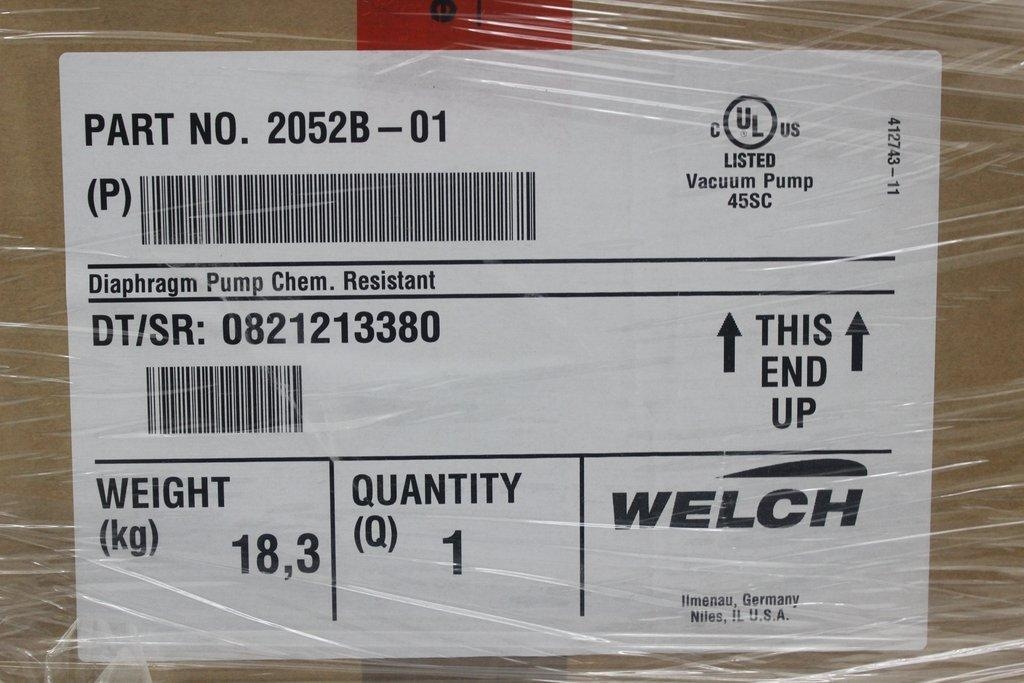 PART NO. 2052B – 01
(P)
C UL US
LISTED
Vacuum Pump
45SC
412743 – 11
Diaphragm Pump Chem. Resistant
DT/SR: 0821213380
THIS
END
UP
WEIGHT
(kg)
18,3
QUANTITY
(Q)
1
WELCH
Ilmenau, Germany
Niles, IL U.S.A.